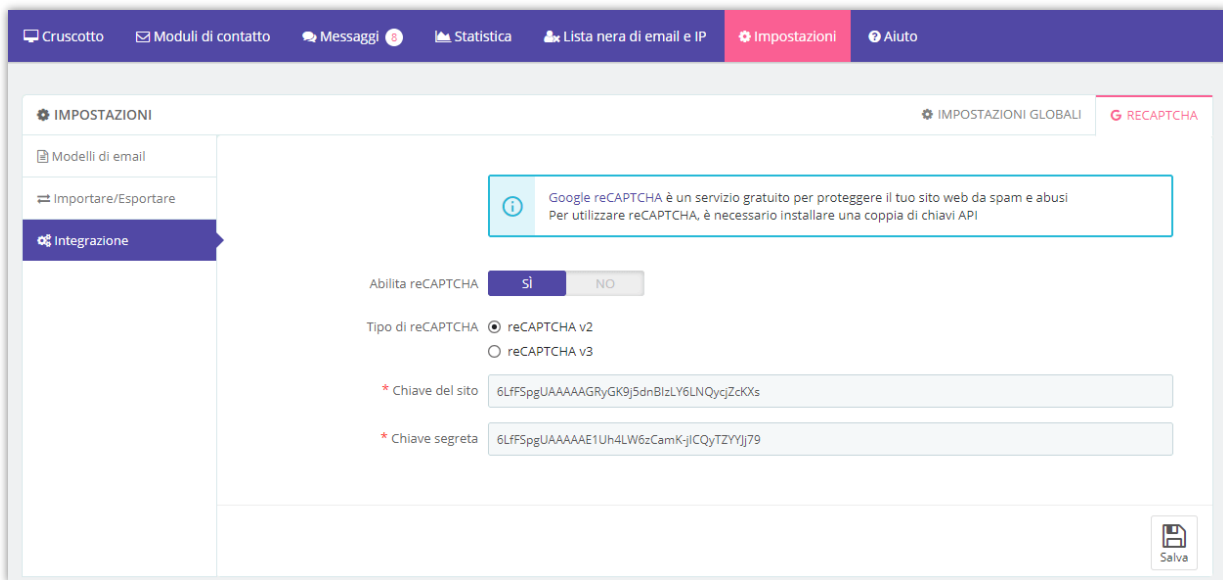 Cruscotto Moduli di contatto Messaggi 8 Statistica Lista nera di email e IP Impostazioni Aiuto
IMPOSTAZIONI IMPOSTAZIONI GLOBALI G RECAPTCHA
Modelli di email
Importare/Esportare
Integrazione
Google reCAPTCHA è un servizio gratuito per proteggere il tuo sito web da spam e abusi
Per utilizzare reCAPTCHA, è necessario installare una coppia di chiavi API
Abilita reCAPTCHA SÌ NO
Tipo di reCAPTCHA reCAPTCHA v2
reCAPTCHA v3
* Chiave del sito 6LfFSpgUAAAAAGRyGK9j5dnBIzLY6LNQycjZcKXs
* Chiave segreta 6LfFSpgUAAAAAE1Uh4LW6zCamK-jICQyTZYYJj79
Salva